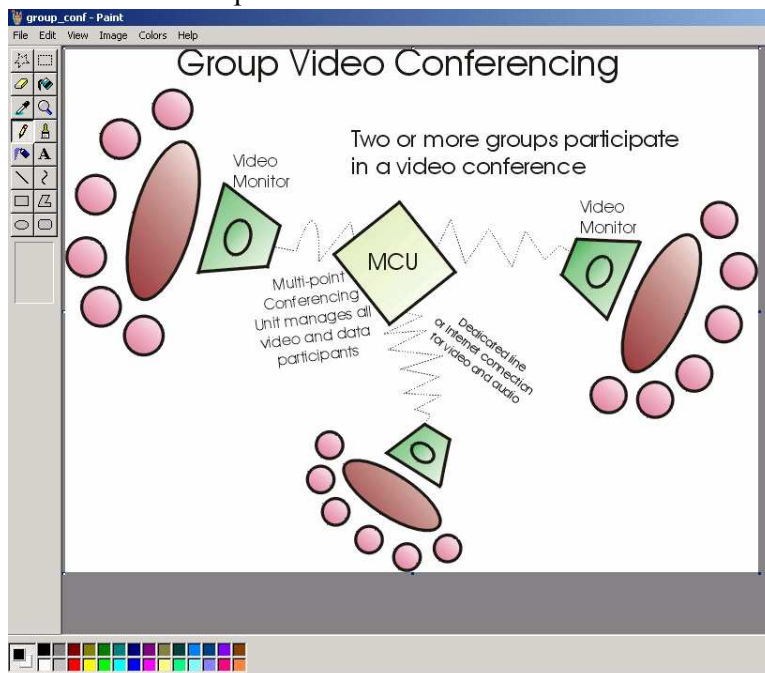 group_conf - Paint
File Edit View Image Colors Help
Group Video Conferencing
Two or more groups participate
in a video conference
Video
Monitor
Video
Monitor
MCU
Multi-point
Conferencing
Unit manages all
video and data
participants
Dedicated line
or Internet connection
for video and audio